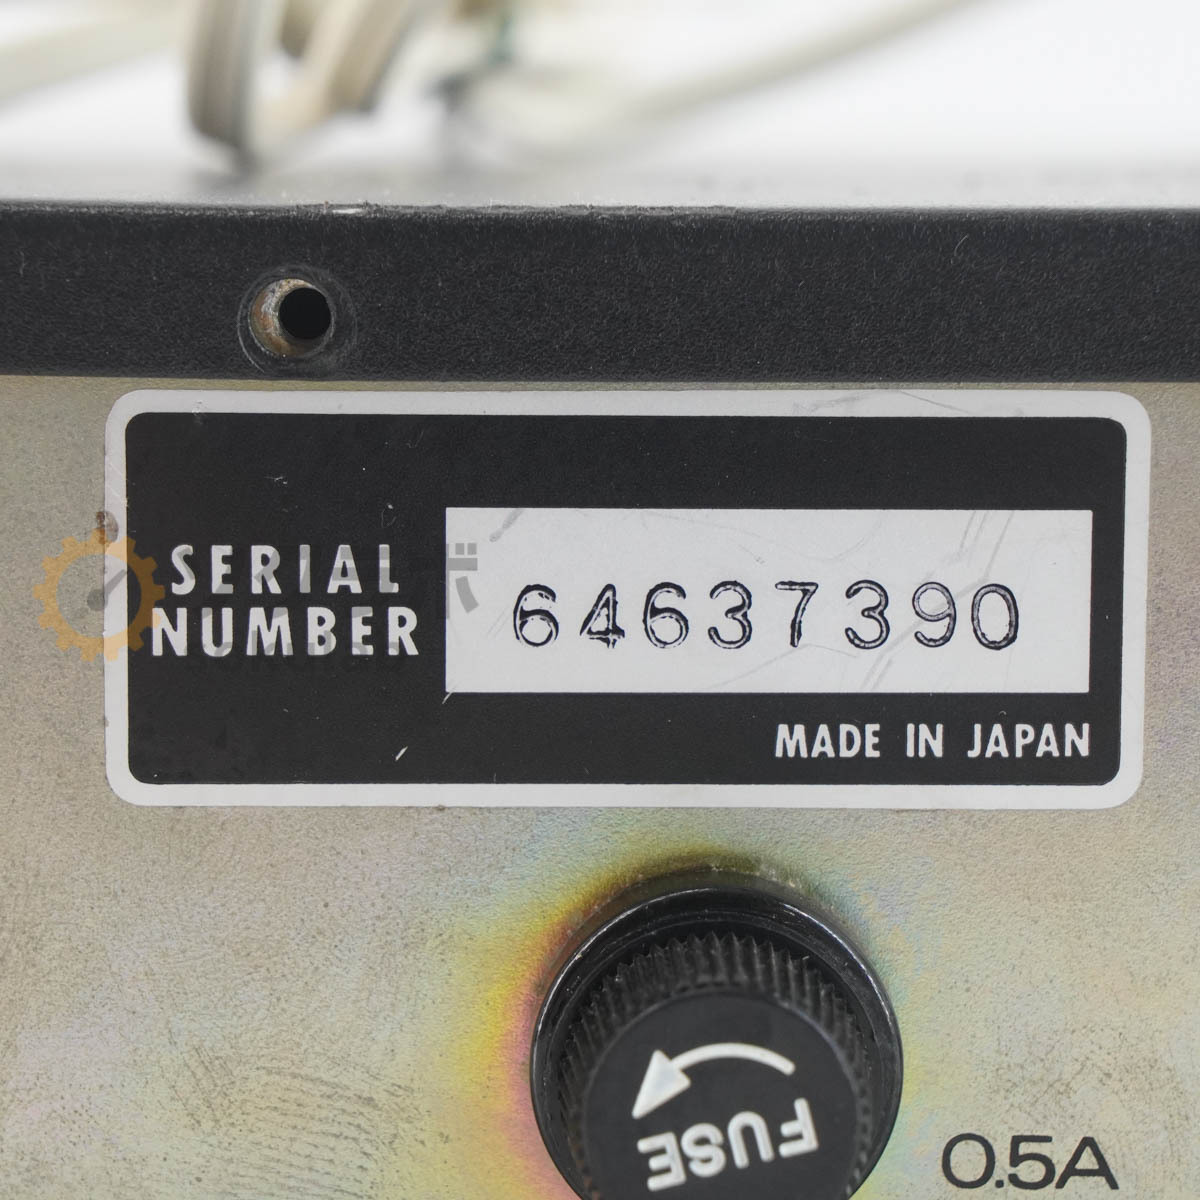 SERIAL
NUMBER
64637390
MADE IN JAPAN
FUSE
0.5A